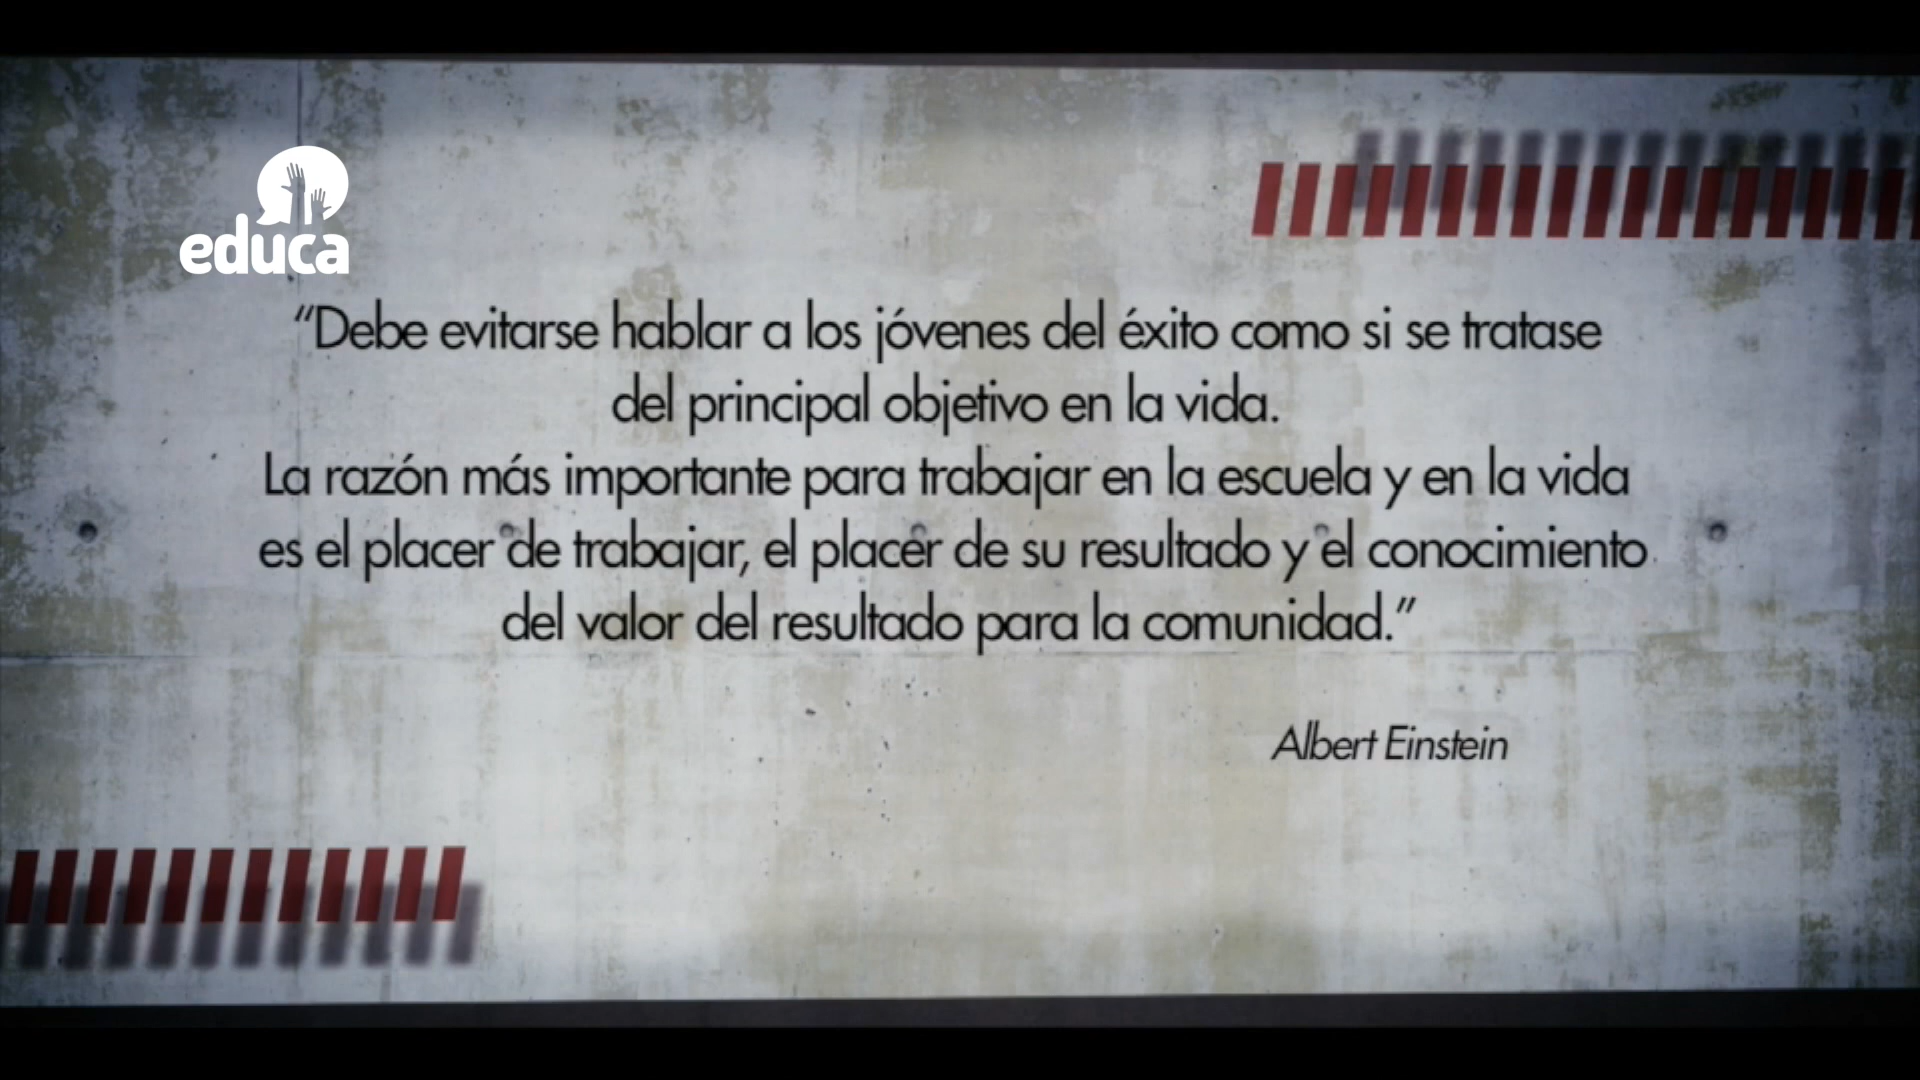 educa
“Debe evitarse hablar a los jóvenes del éxito como si se tratase
del principal objetivo en la vida.
La razón más importante para trabajar en la escuela y en la vida
es el placer de trabajar, el placer de su resultado y el conocimiento
del valor del resultado para la comunidad.”
Albert Einstein